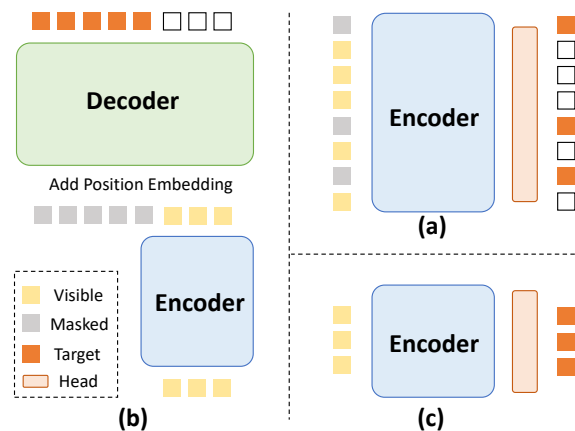 Decoder
Add Position Embedding
Encoder
Visible
Masked
Target
Head
(b)
Encoder
(a)
Encoder
(c)